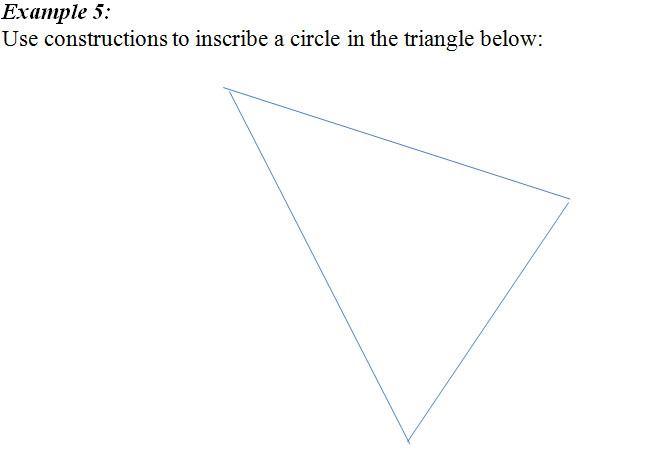 Example 5:
Use constructions to inscribe a circle in the triangle below: